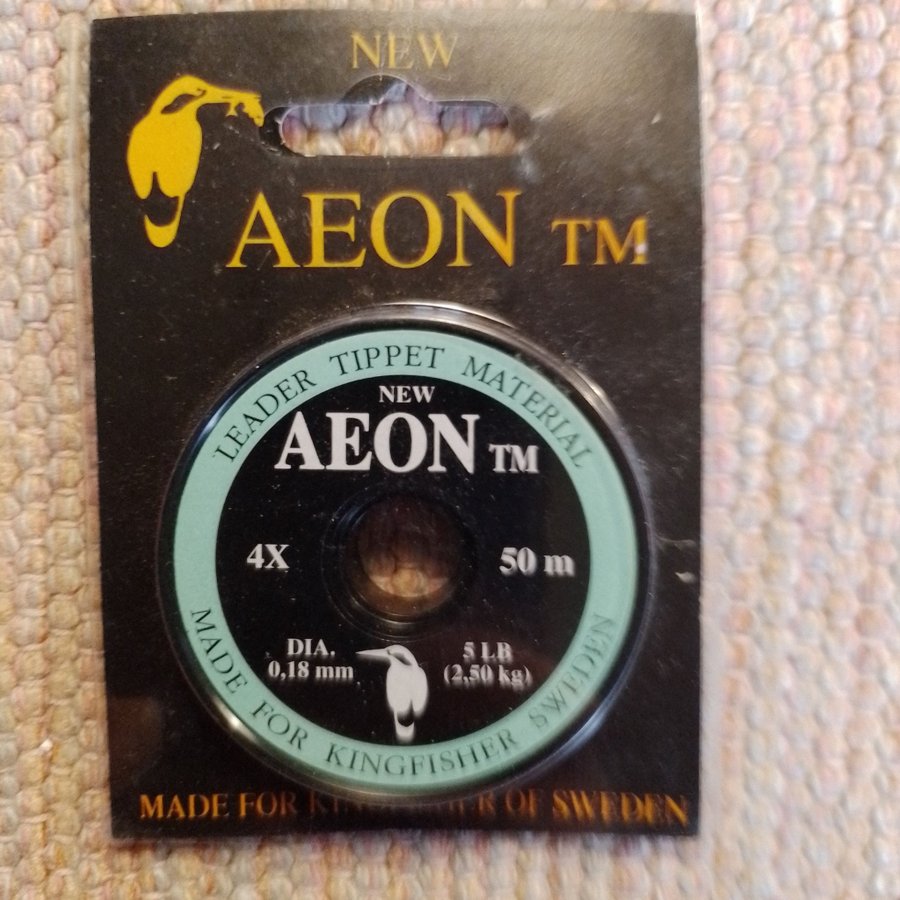 NEW
AEON TM
LEADER TIPPET MATERIAL
NEW
AEON TM
4X
50 m
DIA.
0,18 mm
5 LB
(2,50 kg)
MADE FOR KINGFISHER SWEDEN
MADE FOR KINGFISHER OF SWEDEN